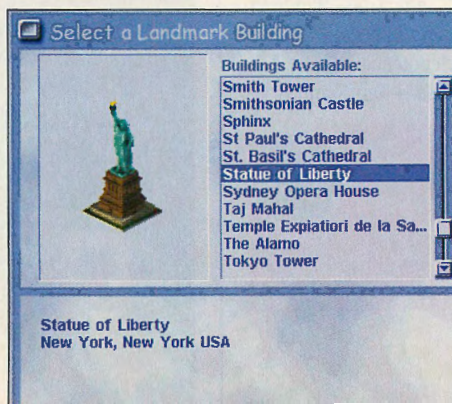 Select a Landmark Building
Buildings Available:
Smith Tower
Smithsonian Castle
Sphinx
St Paul's Cathedral
St. Basil's Cathedral
Statue of Liberty
Sydney Opera House
Taj Mahal
Temple Expiatiori de la Sa...
The Alamo
Tokyo Tower
Statue of Liberty
New York, New York USA